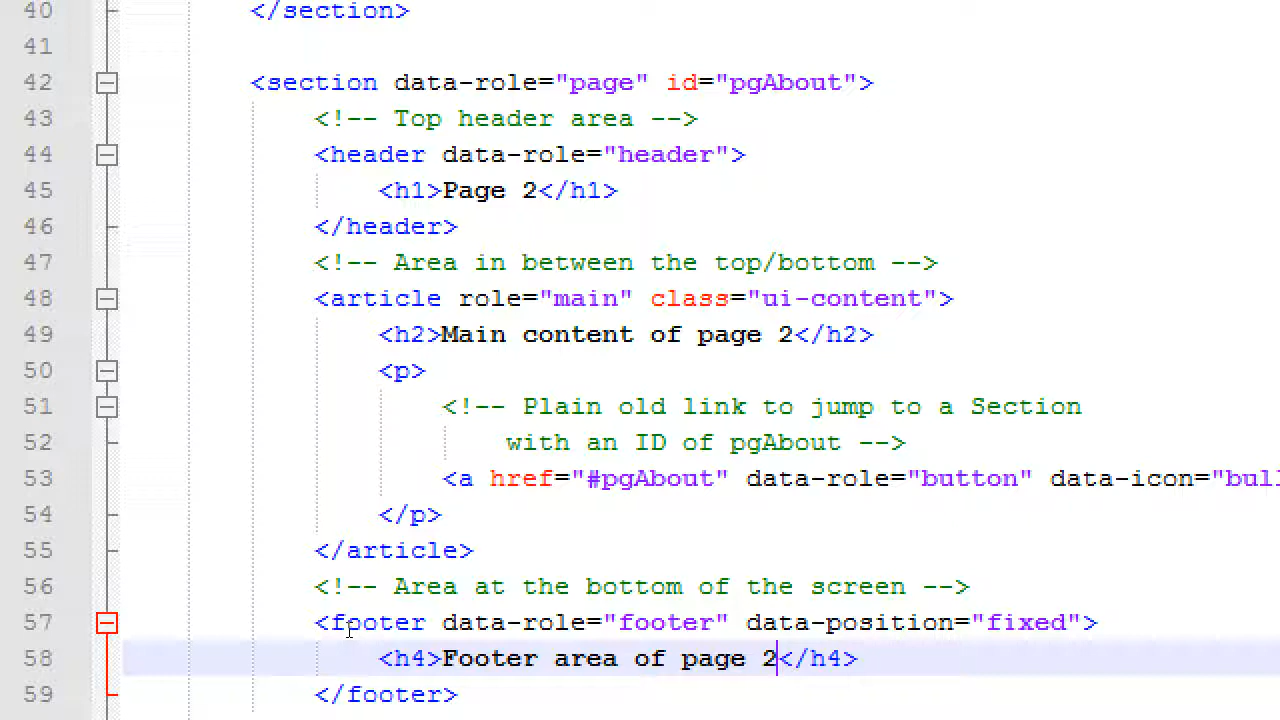 40 </section>
41
42 <section data-role="page" id="pgAbout">
43 <!-- Top header area -->
44 <header data-role="header">
45 <h1>Page 2</h1>
46 </header>
47 <!-- Area in between the top/bottom -->
48 <article role="main" class="ui-content">
49 <h2>Main content of page 2</h2>
50 <p>
51 <!-- Plain old link to jump to a Section
52 with an ID of pgAbout -->
53 <a href="#pgAbout" data-role="button" data-icon="bul
54 </p>
55 </article>
56 <!-- Area at the bottom of the screen -->
57 <footer data-role="footer" data-position="fixed">
58 <h4>Footer area of page 2</h4>
59 </footer>